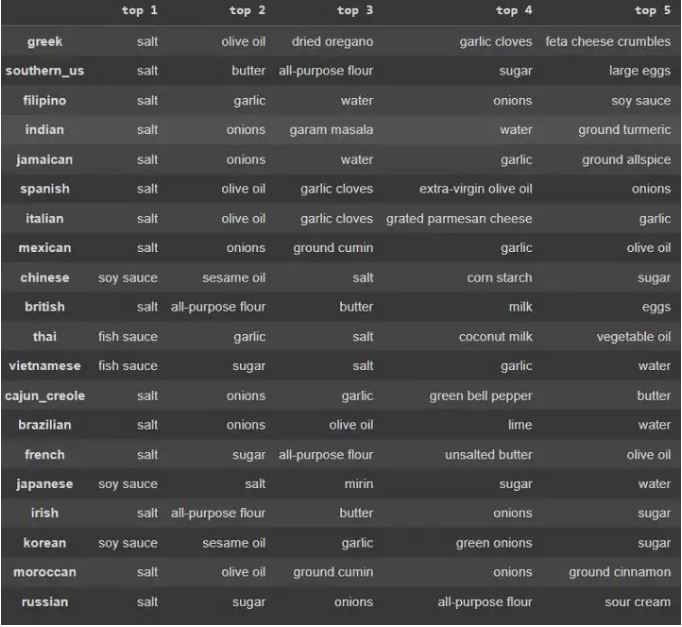 top 1 top 2 top 3 top 4 top 5
greek salt olive oil dried oregano garlic cloves feta cheese crumbles
southern_us salt butter all-purpose flour sugar large eggs
filipino salt garlic water onions soy sauce
indian salt onions garam masala water ground turmeric
jamaican salt onions water garlic ground allspice
spanish salt olive oil garlic cloves extra-virgin olive oil onions
italian salt olive oil garlic cloves grated parmesan cheese garlic
mexican salt onions ground cumin garlic olive oil
chinese soy sauce sesame oil salt corn starch sugar
british salt all-purpose flour butter milk eggs
thai fish sauce garlic salt coconut milk vegetable oil
vietnamese fish sauce sugar salt garlic water
cajun_creole salt onions garlic green bell pepper butter
brazilian salt onions olive oil lime water
french salt sugar all-purpose flour unsalted butter olive oil
japanese soy sauce salt mirin sugar water
irish salt all-purpose flour butter onions sugar
korean soy sauce sesame oil garlic green onions sugar
moroccan salt olive oil ground cumin onions ground cinnamon
russian salt sugar onions all-purpose flour sour cream